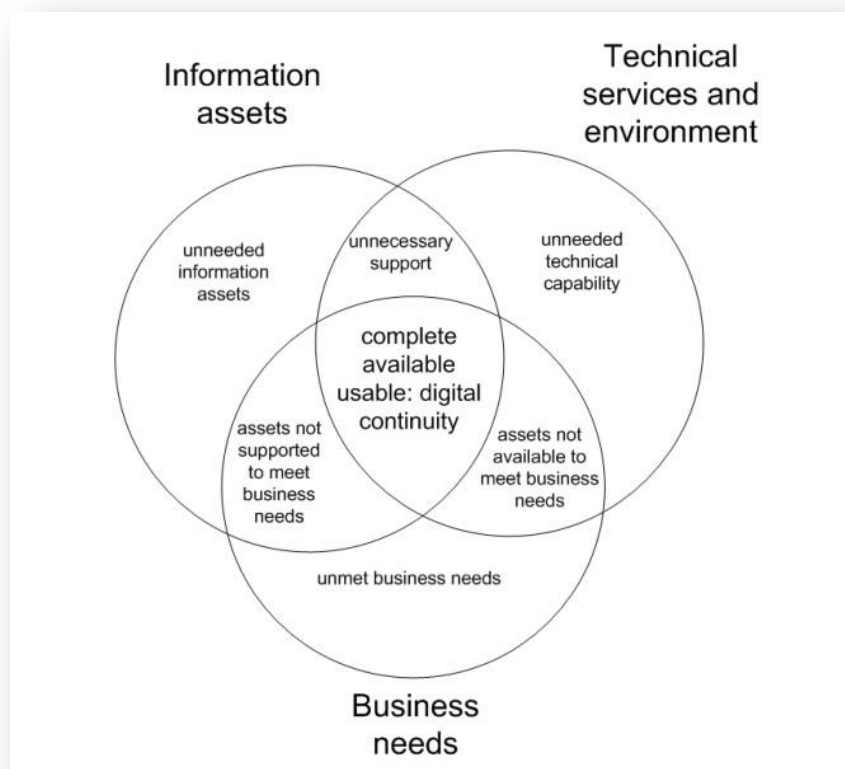 Information
assets
Technical
services and
environment
unneeded
information
assets
unnecessary
support
unneeded
technical
capability
complete
available
usable: digital
continuity
assets not
supported
to meet
business
needs
assets not
available to
meet business
needs
unmet business needs
Business
needs